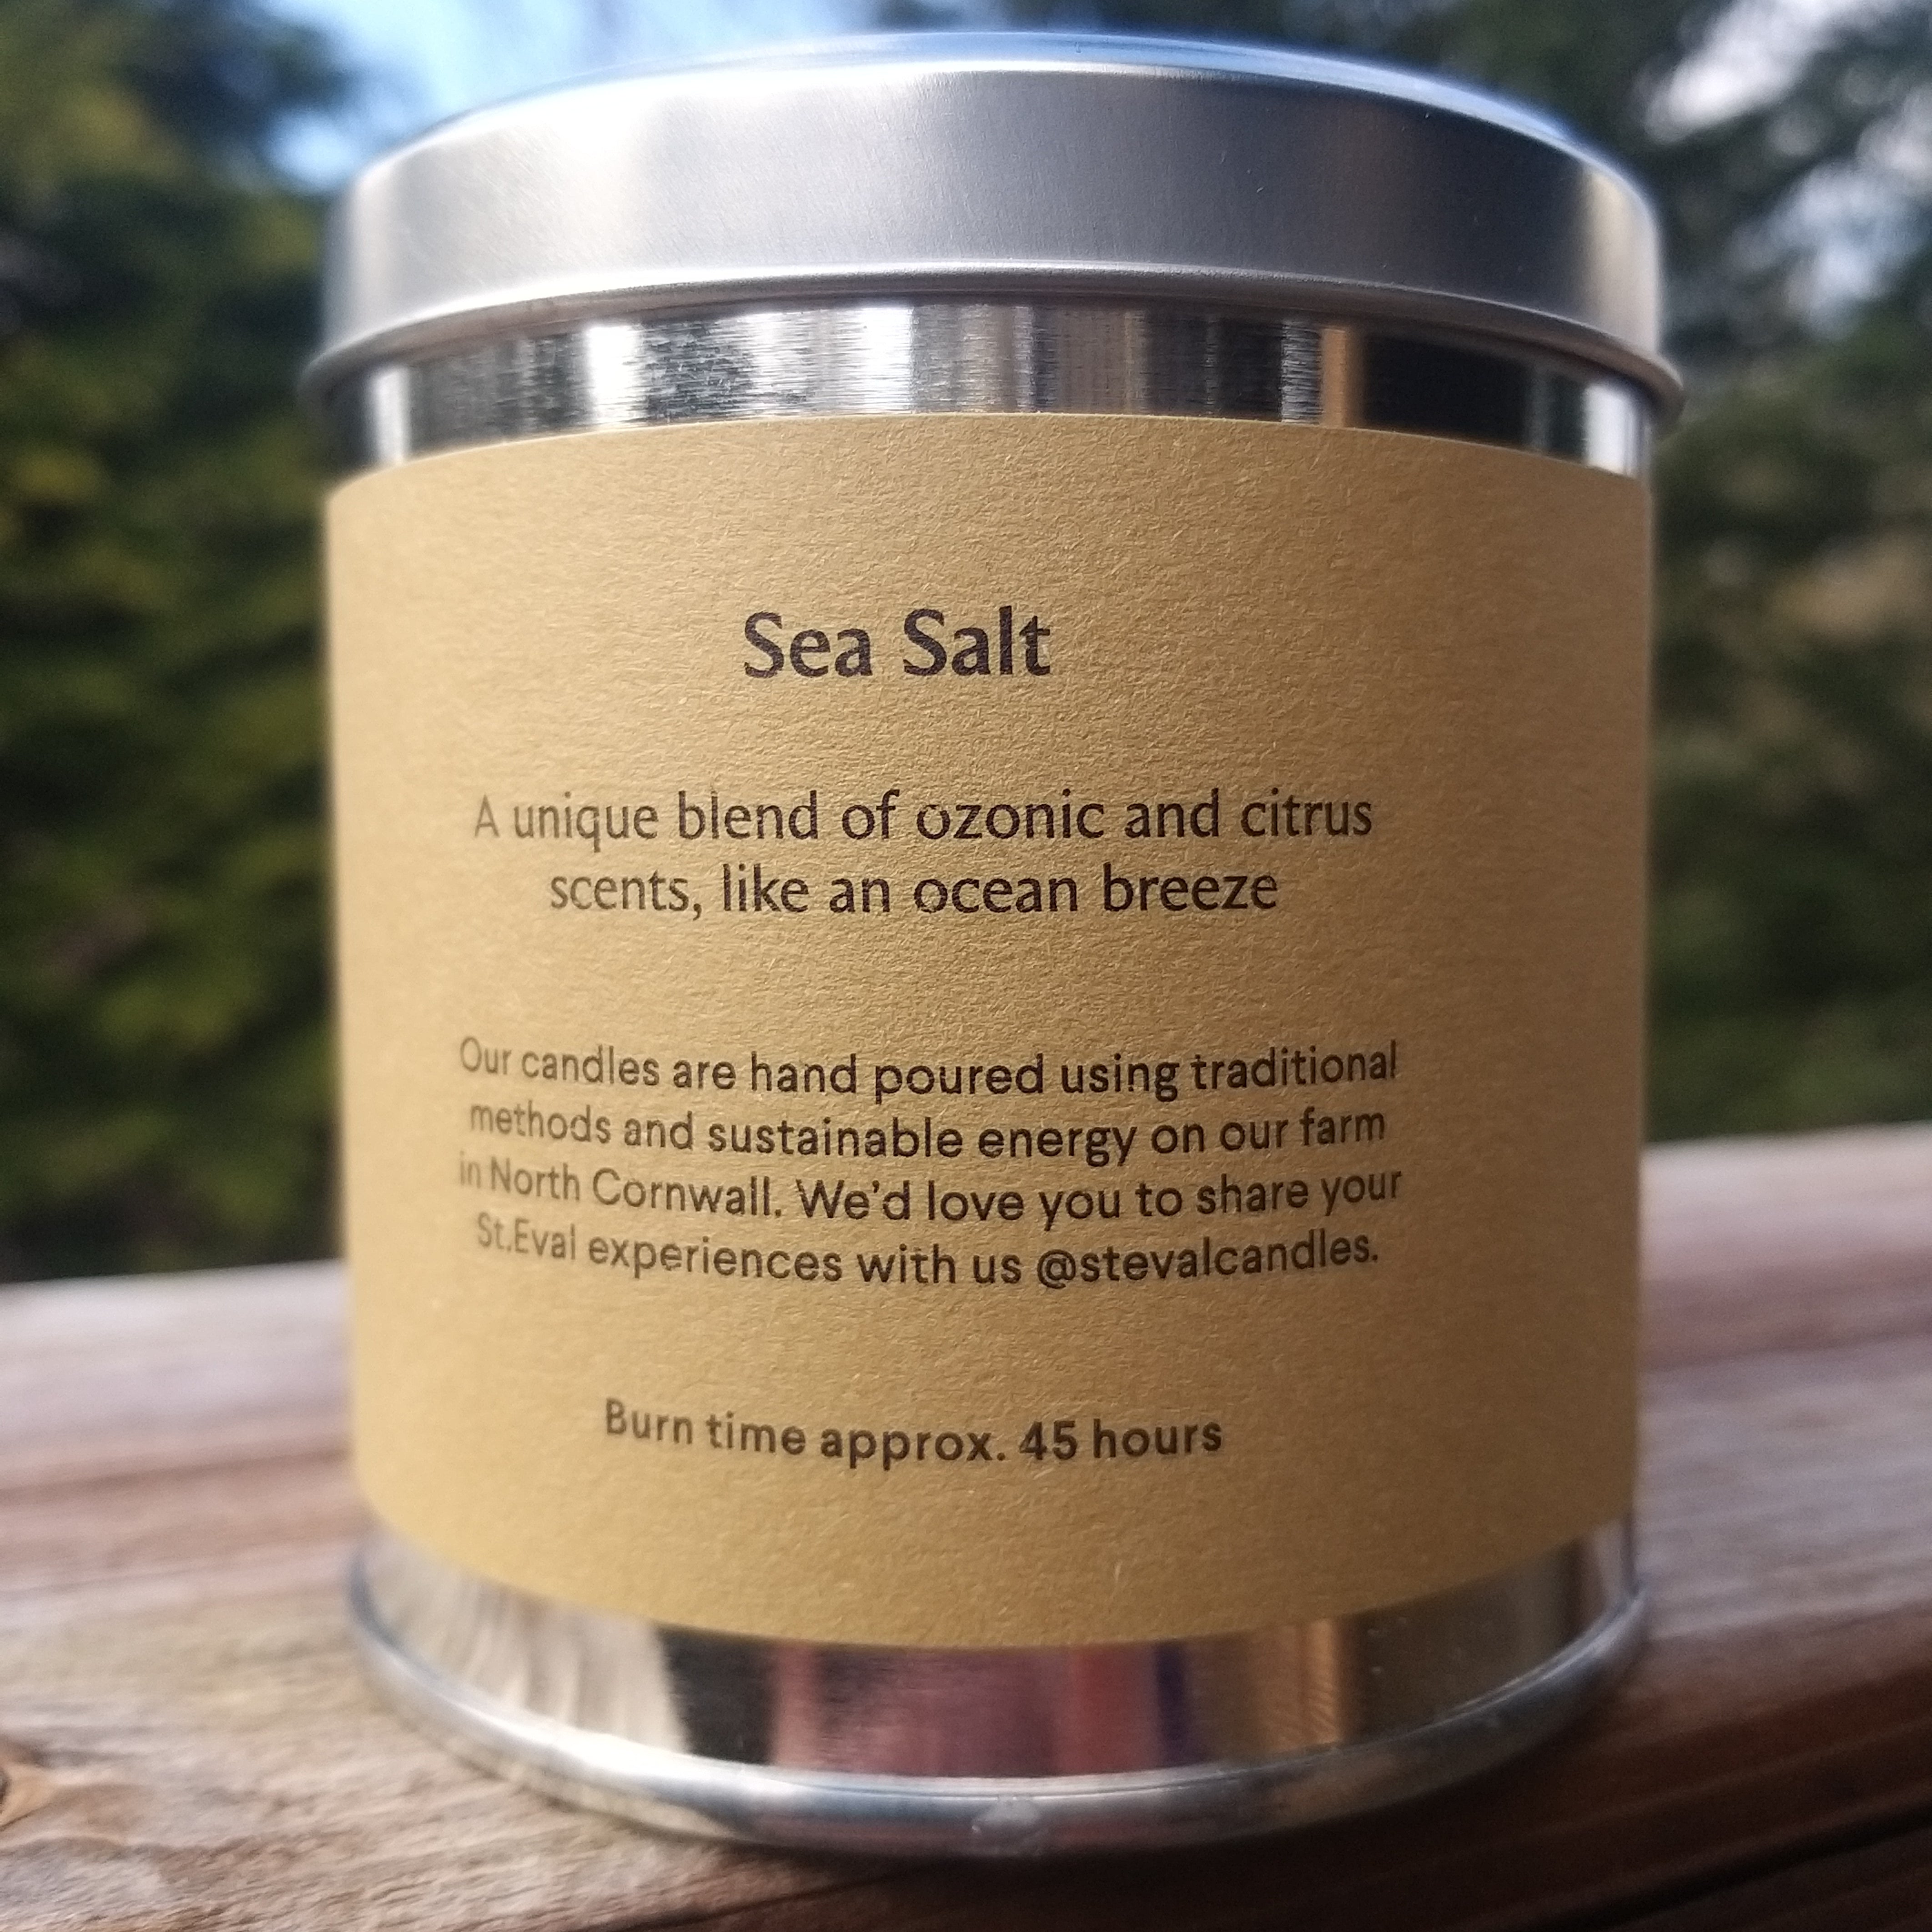 Sea Salt
A unique blend of ozonic and citrus
scents, like an ocean breeze
Our candles are hand poured using traditional
methods and sustainable energy on our farm
in North Cornwall. We'd love you to share your
St.Eval experiences with us @stevalcandles.
Burn time approx. 45 hours